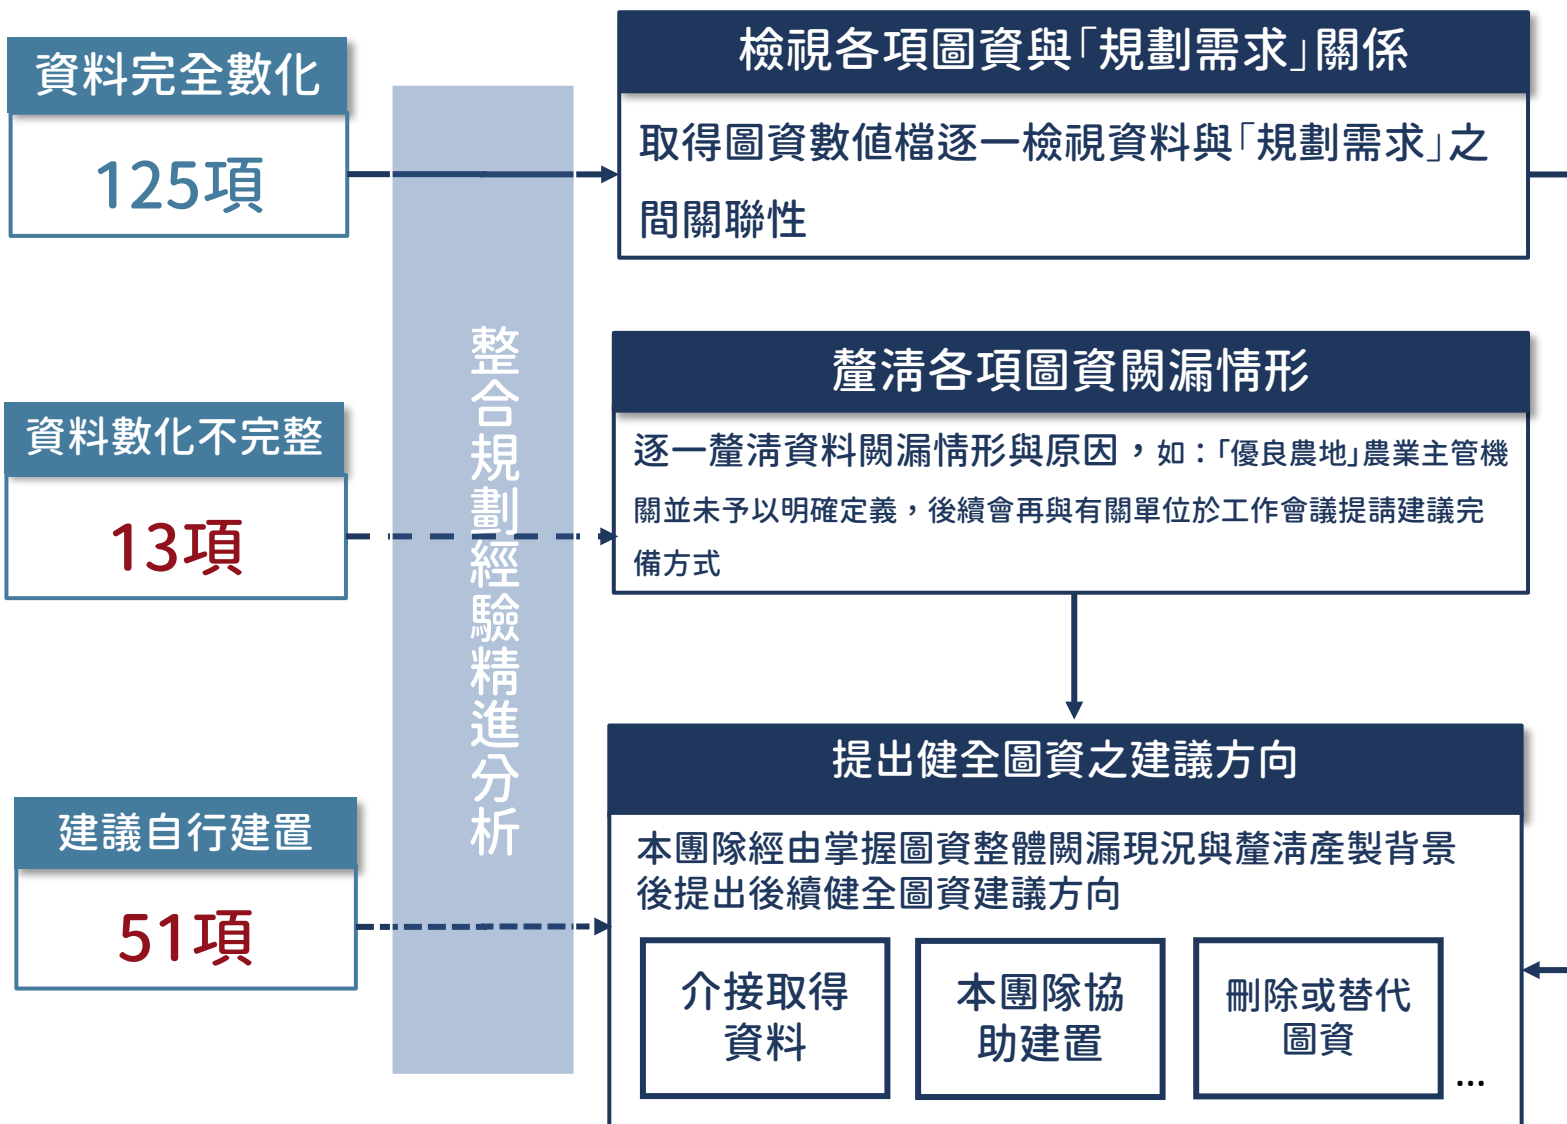 資料完全數化
125項
檢視各項圖資與「規劃需求」關係
取得圖資數值檔逐一檢視資料與「規劃需求」之
間關聯性
整合規劃經驗精進分析
資料數化不完整
13項
釐清各項圖資闕漏情形
逐一釐清資料闕漏情形與原因，如：「優良農地」農業主管機
關並未予以明確定義，後續會再與有關單位於工作會議提請建議完
備方式
建議自行建置
51項
提出健全圖資之建議方向
本團隊經由掌握圖資整體闕漏現況與釐清產製背景
後提出後續健全圖資建議方向
介接取得
資料
本團隊協
助建置
刪除或替代
圖資
...